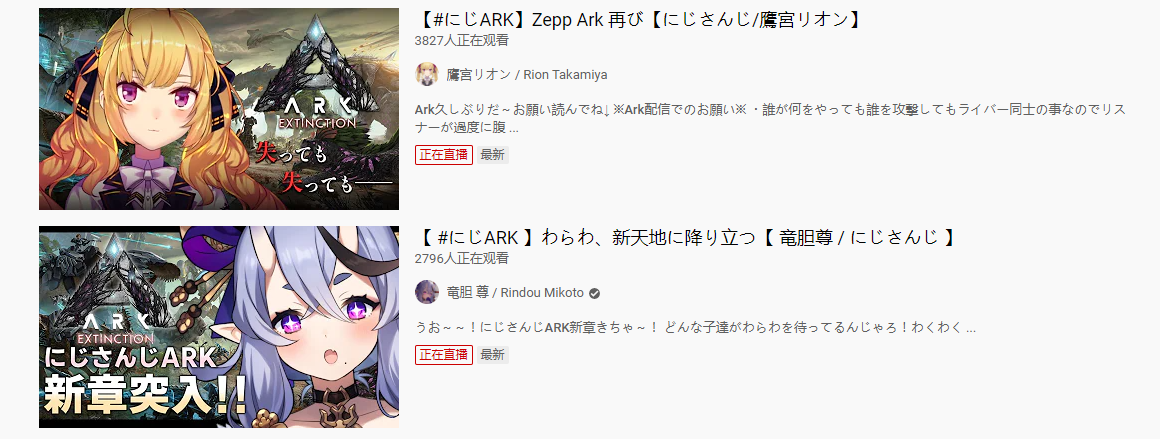 【#にじARK】Zepp Ark 再び【にじさんじ/鷹宮リオン】
3827人正在观看
鷹宮リオン / Rion Takamiya
Ark久しぶりだ～お願い読んでね↓ ※Ark配信でのお願い※ ・誰が何をやっても誰を攻撃してもライバー同士の事なのでリス
ナーが過度に腹 ...
正在直播 最新
ARK
EXTINCTION
失っても
失っても──
【 #にじARK 】わらわ、新天地に降り立つ【 竜胆尊 / にじさんじ 】
2796人正在观看
竜胆 尊 / Rindou Mikoto
うお～～！にじさんじARK新章きちゃ～！ どんな子達がわらわを待ってるんじゃろ！わくわく ...
正在直播 最新
ARK
EXTINCTION
にじさんじARK
新章突入!!